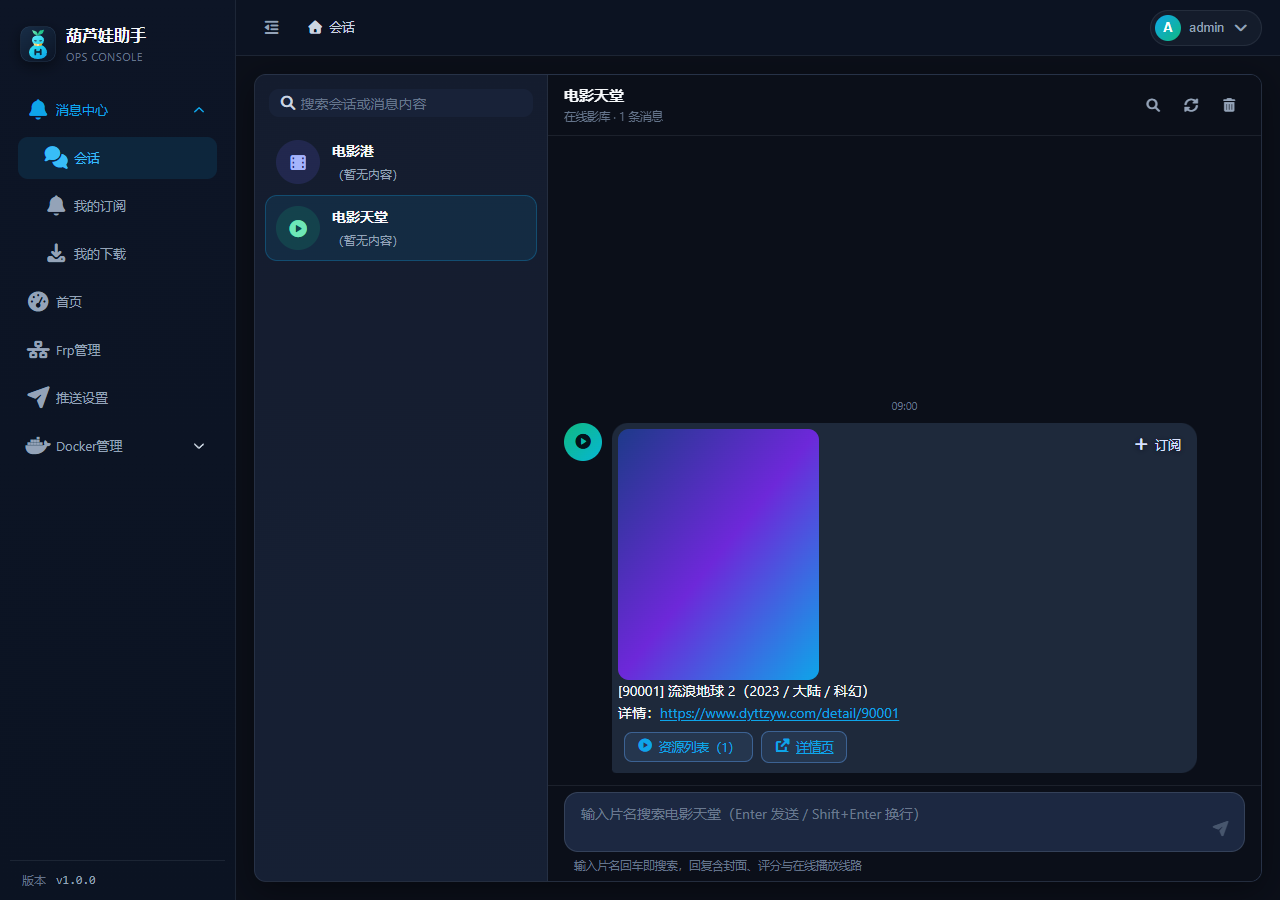 葫芦娃助手
OPS CONSOLE
消息中心
会话
我的订阅
我的下载
首页
Frp管理
推送设置
Docker管理
版本 v1.0.0
会话
A admin
搜索会话或消息内容
电影港
(暂无内容)
电影天堂
(暂无内容)
电影天堂
在线影库 · 1 条消息
09:00
订阅
[90001] 流浪地球 2（2023 / 大陆 / 科幻）
详情：https://www.dyttzyw.com/detail/90001
资源列表（1）
详情页
输入片名搜索电影天堂（Enter 发送 / Shift+Enter 换行）
输入片名回车即搜索，回复含封面、评分与在线播放线路